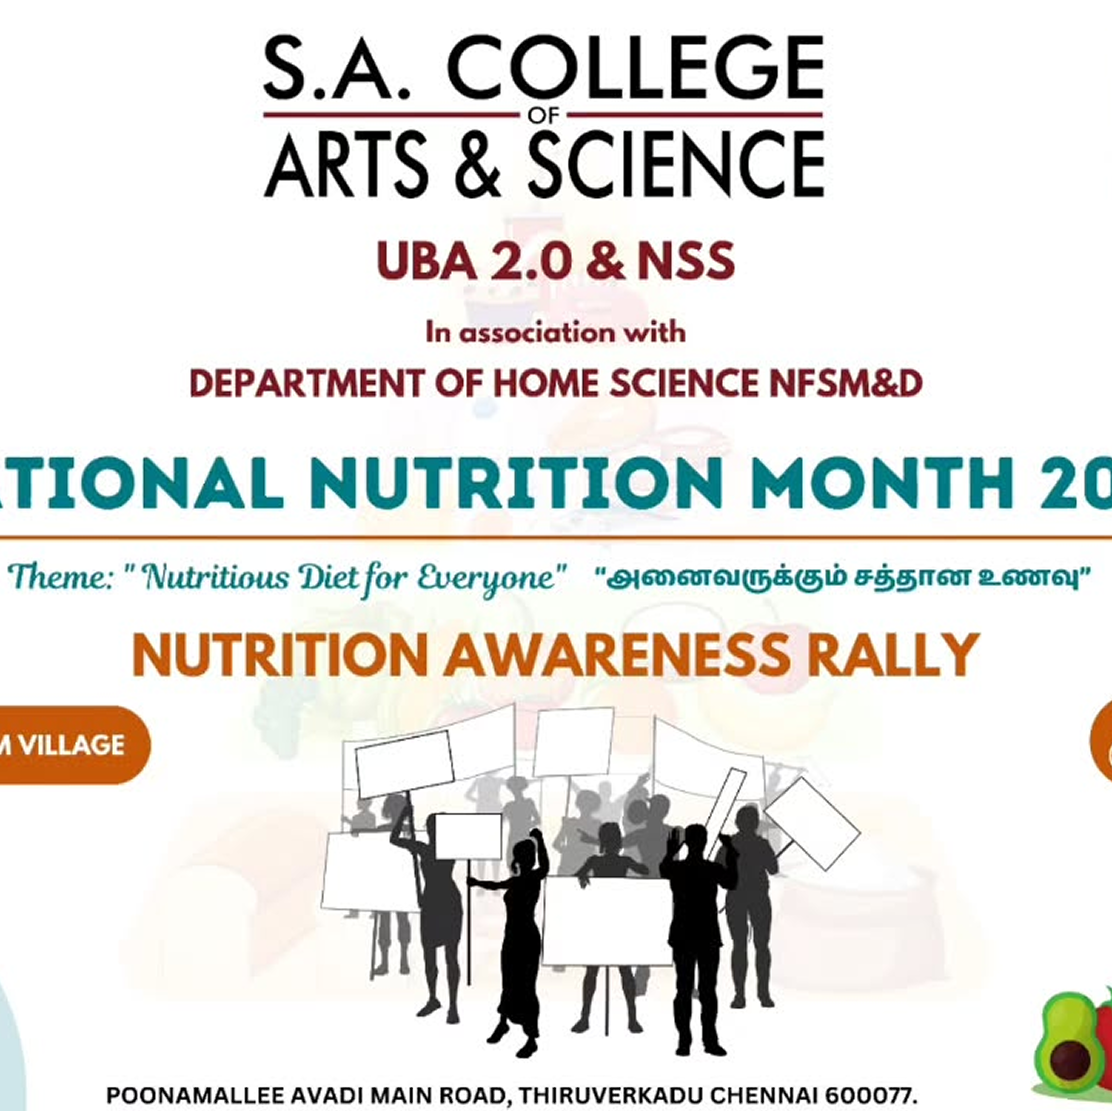 S.A. COLLEGE
OF
ARTS & SCIENCE
UBA 2.0 & NSS
In association with
DEPARTMENT OF HOME SCIENCE NFSM&D
NUTRITION MONTH
Theme: " Nutritious Diet for Everyone" “அனைவருக்கும் சத்தான உணவு”
NUTRITION AWARENESS RALLY
VILLAGE
POONAMALLEE AVADI MAIN ROAD, THIRUVERKADU CHENNAI 600077.